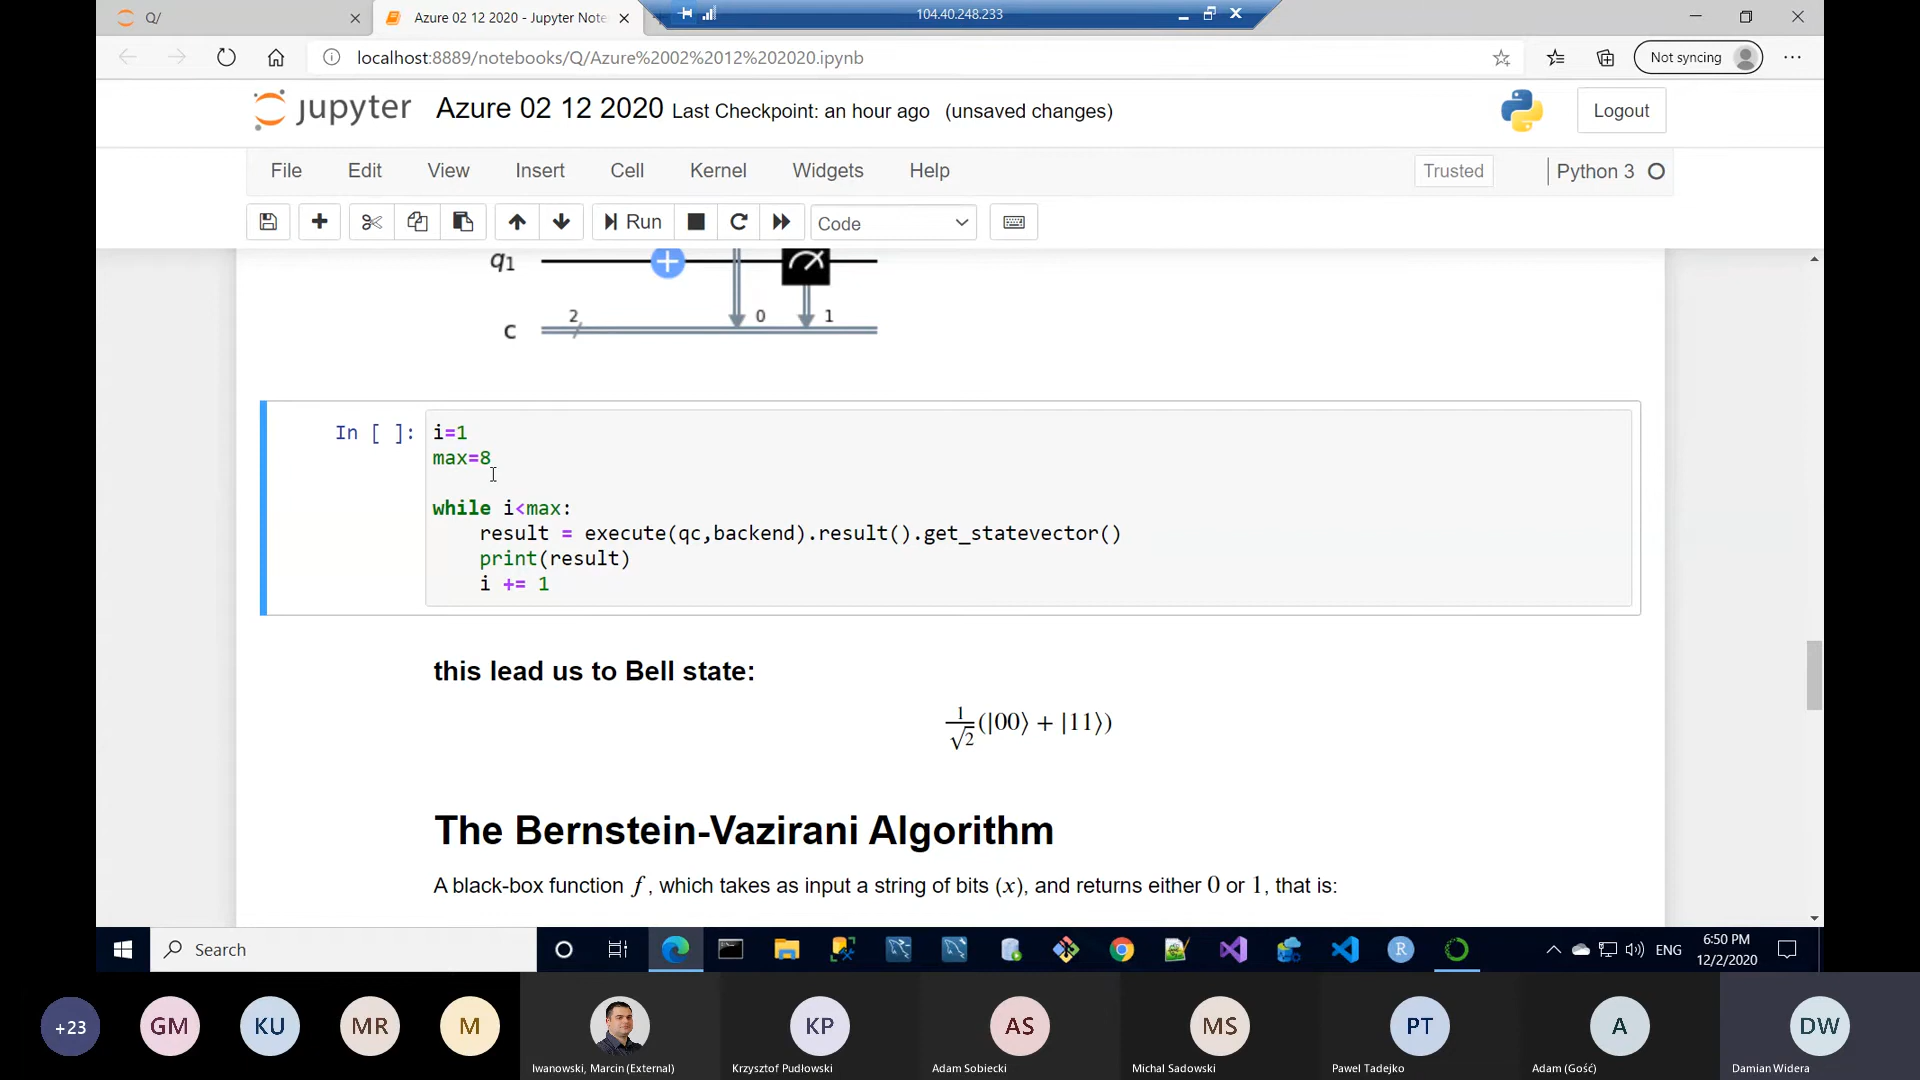 Q/
Azure 02 12 2020 - Jupyter Note
104.40.248.233
localhost:8889/notebooks/Q/Azure%2002%2012%202020.ipynb
Not syncing
jupyter
Azure 02 12 2020 Last Checkpoint: an hour ago (unsaved changes)
Logout
File Edit View Insert Cell Kernel Widgets Help
Trusted
Python 3
Run
Code
q1
2
0
1
c
In [ ]:
i=1
max=8
while i<max:
result = execute(qc,backend).result().get_statevector()
print(result)
i += 1
this lead us to Bell state:
1/√2(|00⟩ + |11⟩)
The Bernstein-Vazirani Algorithm
A black-box function f, which takes as input a string of bits (x), and returns either 0 or 1, that is:
Search
R
ENG
6:50 PM
12/2/2020
+23
GM
KU
MR
M
KP
AS
MS
PT
A
DW
Iwanowski, Marcin (External)
Krzysztof Pudłowski
Adam Sobiecki
Michal Sadowski
Pawel Tadejko
Adam (Gość)
Damian Widera